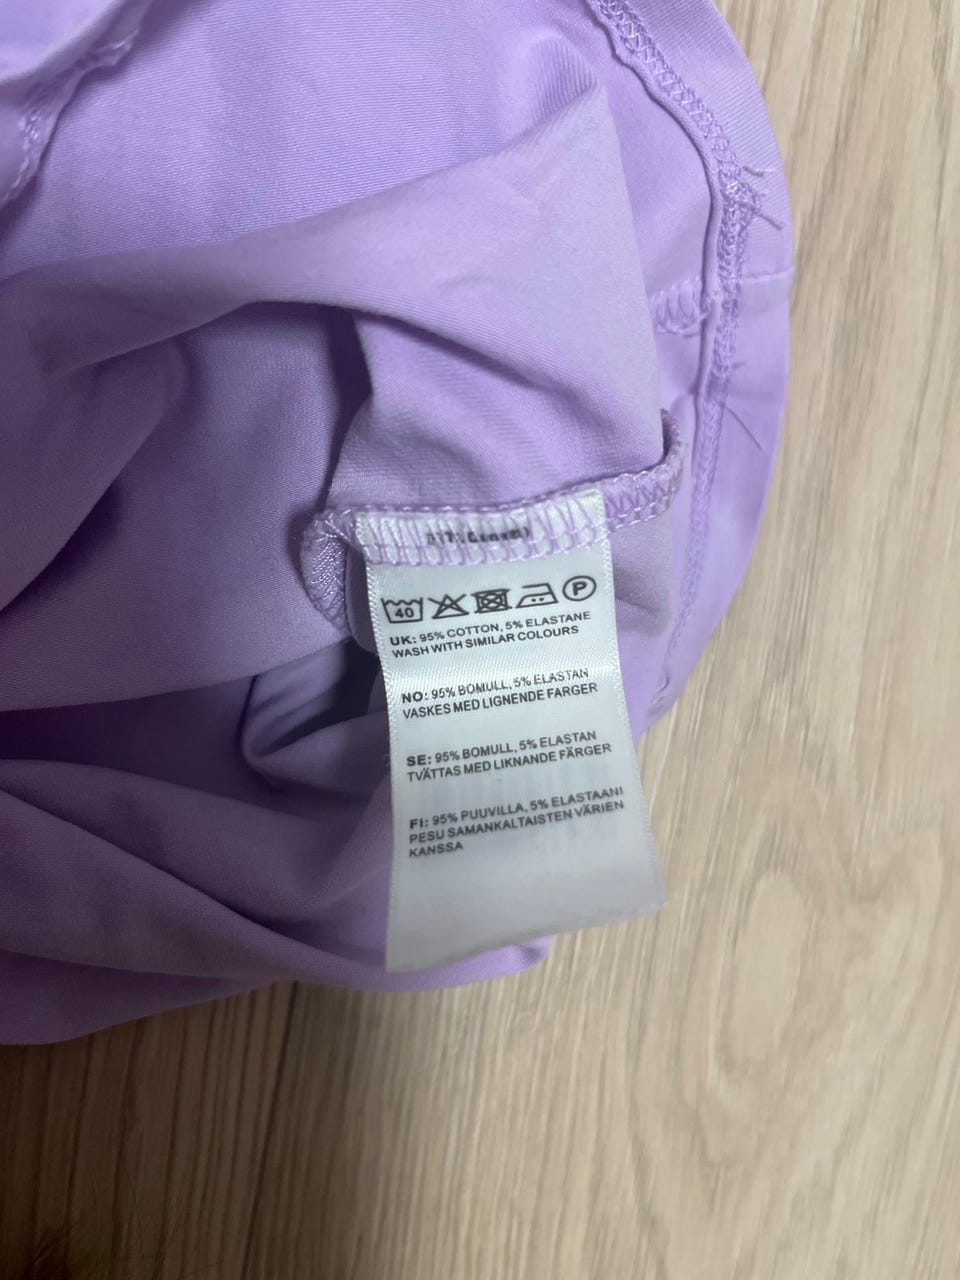 40 P
UK: 95% COTTON, 5% ELASTANE
WASH WITH SIMILAR COLOURS
NO: 95% BOMULL, 5% ELASTAN
VASKES MED LIGNENDE FARGER
SE: 95% BOMULL, 5% ELASTAN
TVÄTTAS MED LIKNANDE FÄRGER
FI: 95% PUUVILLA, 5% ELASTAANI
PESU SAMANKALTAISTEN VÄRIEN
KANSSA